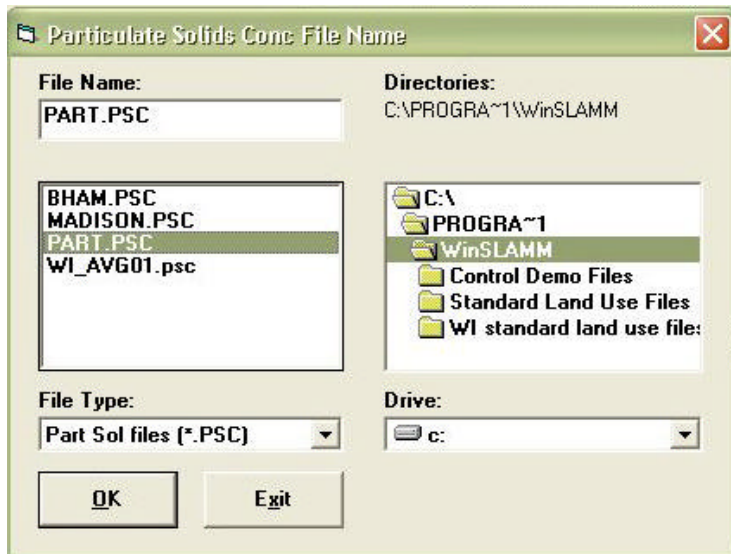 Particulate Solids Conc File Name
File Name:
PART.PSC
Directories:
C:\PROGRA~1\WinSLAMM
BHAM.PSC
MADISON.PSC
PART.PSC
WI_AVG01.psc
C:\
PROGRA~1
WinSLAMM
Control Demo Files
Standard Land Use Files
WI standard land use files
File Type:
Part Sol files (*.PSC)
Drive:
c:
OK
Exit